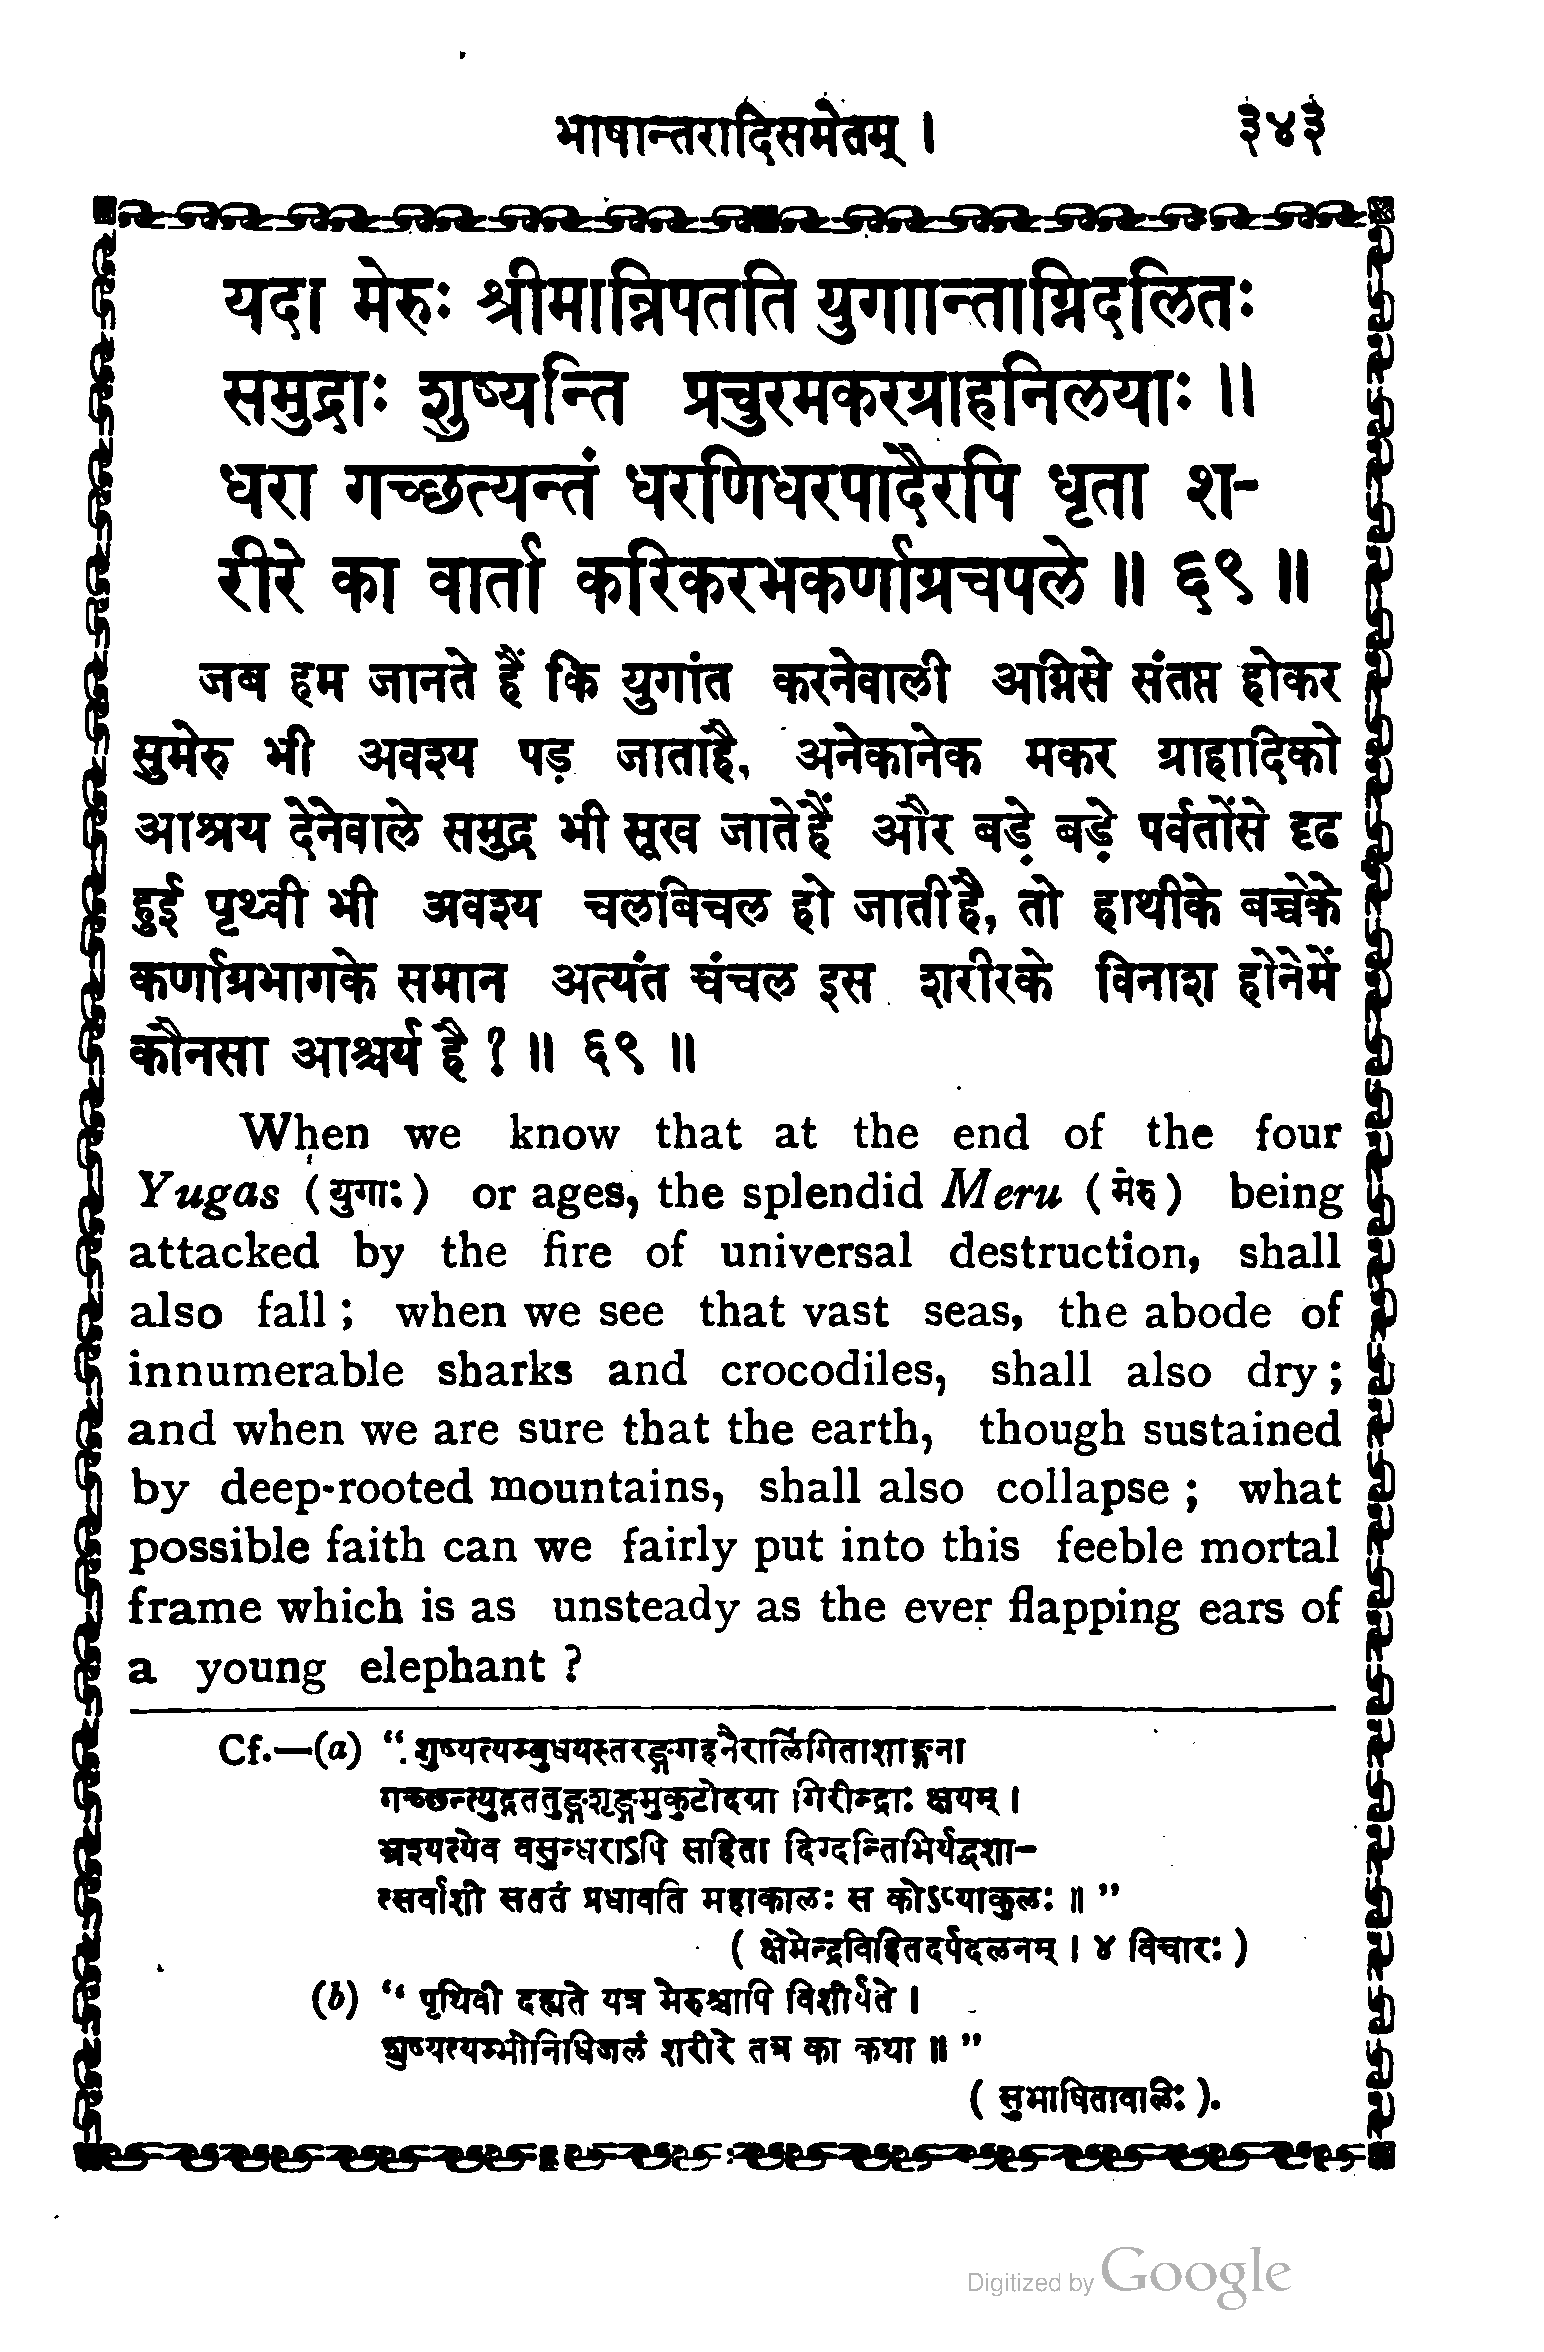 भाषान्तरादिसमेतम् । ३४३
यदा मेरुः श्रीमान्निपतति युगाान्ताग्निदलितः
समुद्राः शुष्यन्ति प्रचुरमकरग्राहनिलयाः ॥
धरा गच्छत्यन्तं धरणिधरपादैरपि धृता श-
रीरे का वार्ता करिकरभकर्णाग्रचपले ॥ ६९ ॥
जब हम जानते हैं कि युगांत करनेवाली अग्निसे संतप्त होकर
सुमेरु भी अवश्य पड़ जाताहै, अनेकानेक मकर ग्राहादिको
आश्रय देनेवाले समुद्र भी सूख जातेहैं और बड़े बड़े पर्वतोंसे दृढ
हुई पृथ्वी भी अवश्य चलबिचल हो जातीहै, तो हाथीके बच्चेके
कर्णाग्रभागके समान अत्यंत चंचल इस शरीरके विनाश होनेमें
कौनसा आश्चर्य है ? ॥ ६९ ॥
When we know that at the end of the four
Yugas (युगाः) or ages, the splendid Meru (मेरु) being
attacked by the fire of universal destruction, shall
also fall ; when we see that vast seas, the abode of
innumerable sharks and crocodiles, shall also dry ;
and when we are sure that the earth, though sustained
by deep-rooted mountains, shall also collapse ; what
possible faith can we fairly put into this feeble mortal
frame which is as unsteady as the ever flapping ears of
a young elephant ?
Cf.—(a) “ शुष्यत्यम्बुधयस्तरङ्गगहनैरालिंगिताशाङ्गना
गच्छन्त्युद्गततुङ्गशृङ्गमुकुटोदग्रा गिरीन्द्राः क्षयम् ।
भ्रश्यत्येव वसुन्धराऽपि सहिता दिग्दन्तिभिर्यद्वशा-
त्सर्वाशी सततं प्रधावति महाकालः स कोऽप्याकुलः ॥ ”
( क्षेमेन्द्रविहितदर्पदलनम् । ४ विचारः )
(b) “ पृथिवी दह्यते यत्र मेरुश्चापि विशीर्यते ।
शुष्यत्यम्भोनिधिजलं शरीरे तत्र का कथा ॥ ”
( सुभाषितावलिः ).
Digitized by Google